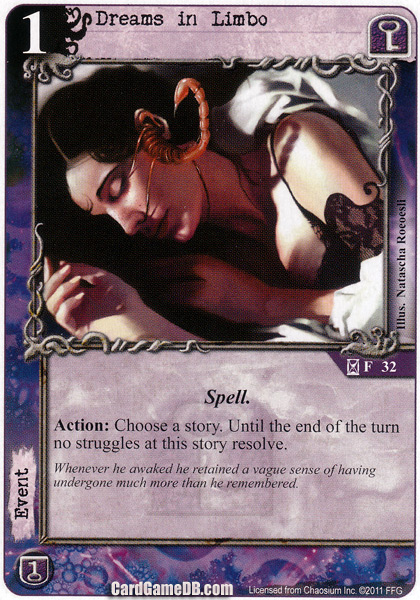 1
Dreams in Limbo
Illus. Natascha Roeoesli
F 32
Spell.
Action: Choose a story. Until the end of the turn
no struggles at this story resolve.
Whenever he awaked he retained a vague sense of having
undergone much more than he remembered.
Event
1
CardGameDB.com
Licensed from Chaosium Inc. ©2011 FFG